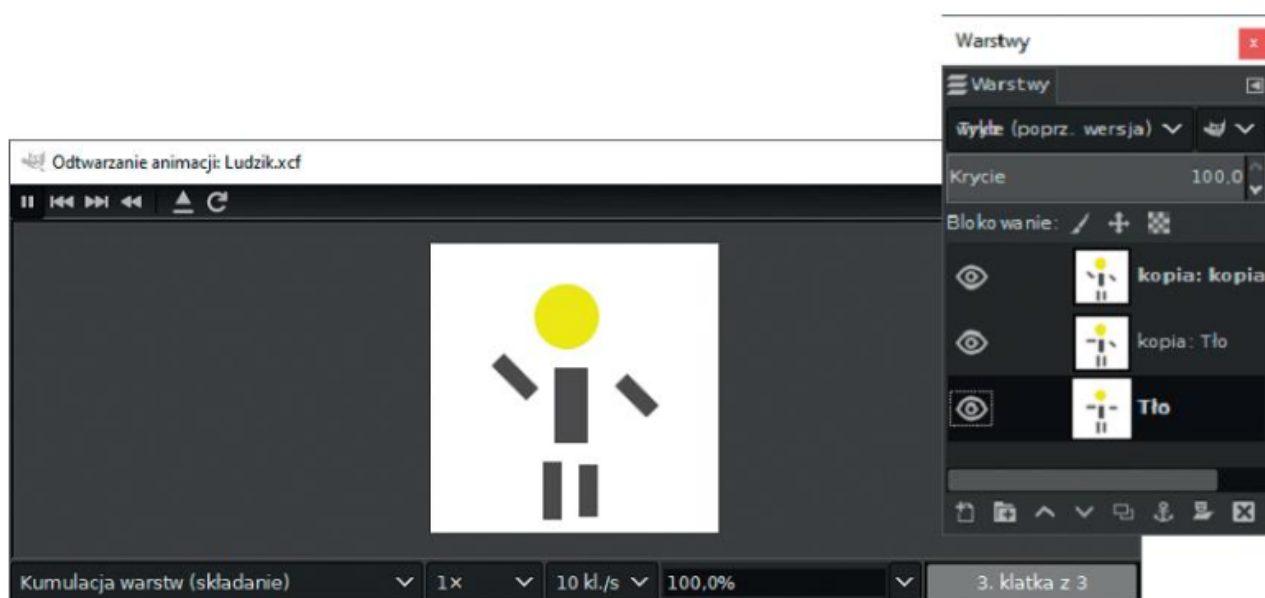 Warstwy
Warstwy
(poprz. wersja)
Krycie 100,0
Blokowanie:
kopia: kopia
kopia: Tło
Tło
Odtwarzanie animacji: Ludzik.xcf
Kumulacja warstw (składanie) 1× 10 kl./s 100,0% 3. klatka z 3